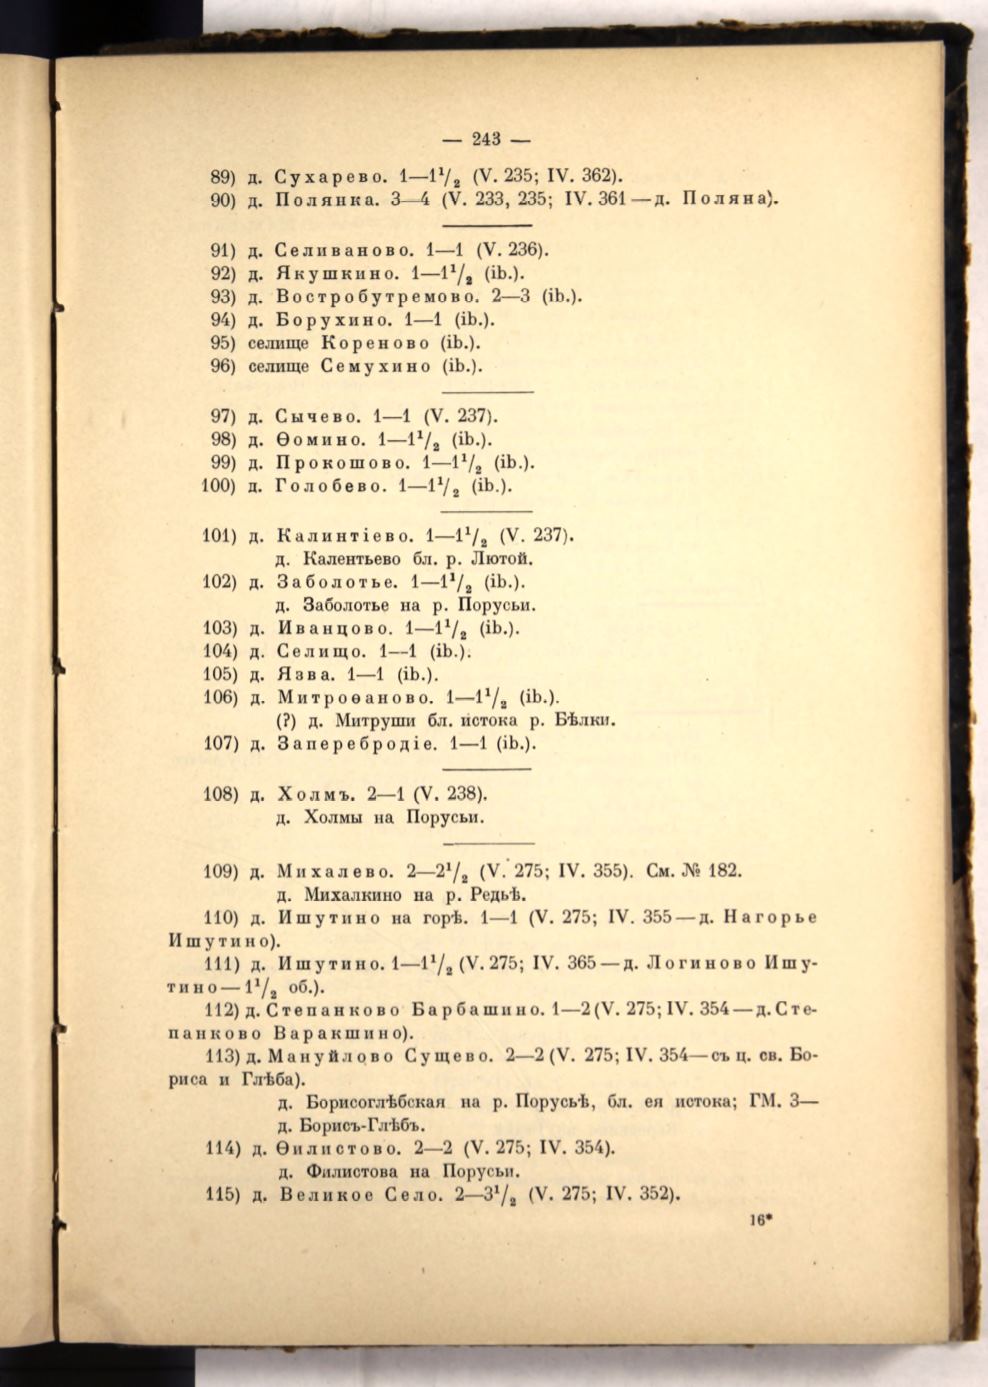 — 243 —
89) д. Сухарево. 1—1½ (V. 235; IV. 362).
90) д. Полянка. 3—4 (V. 233, 235; IV. 361—д. Поляна).
91) д. Селиваново. 1—1 (V. 236).
92) д. Якушкино. 1—1½ (ib.).
93) д. Востробутремово. 2—3 (ib.).
94) д. Борухино. 1—1 (ib.).
95) селище Кореново (ib.).
96) селище Семухино (ib.).
97) д. Сычево. 1—1 (V. 237).
98) д. Ѳомино. 1—1½ (ib.).
99) д. Прокошово. 1—1½ (ib.).
100) д. Голобево. 1—1½ (ib.).
101) д. Калинтіево. 1—1½ (V. 237).
д. Калентьево бл. р. Лютой.
102) д. Заболотье. 1—1½ (ib.).
д. Заболотье на р. Порусьи.
103) д. Иванцово. 1—1½ (ib.).
104) д. Селищо. 1—1 (ib.).
105) д. Язва. 1—1 (ib.).
106) д. Митроѳаново. 1—1½ (ib.).
(?) д. Митруши бл. истока р. Бѣлки.
107) д. Заперебродіе. 1—1 (ib.).
108) д. Холмъ. 2—1 (V. 238).
д. Холмы на Порусьи.
109) д. Михалево. 2—2½ (V. 275; IV. 355). См. № 182.
д. Михалкино на р. Редьѣ.
110) д. Ишутино на горѣ. 1—1 (V. 275; IV. 355—д. Нагорье
Ишутино).
111) д. Ишутино. 1—1½ (V. 275; IV. 365—д. Логиново Ишу-
тино—1½ об.).
112) д. Степанково Барбашино. 1—2 (V. 275; IV. 354—д. Сте-
панково Варакшино).
113) д. Мануйлово Сущево. 2—2 (V. 275; IV. 354—съ ц. св. Бо-
риса и Глѣба).
д. Борисоглѣбская на р. Порусьѣ, бл. ея истока; ГМ. 3—
д. Борисъ-Глѣбъ.
114) д. Ѳилистово. 2—2 (V. 275; IV. 354).
д. Филистова на Порусьи.
115) д. Великое Село. 2—3½ (V. 275; IV. 352).
16*